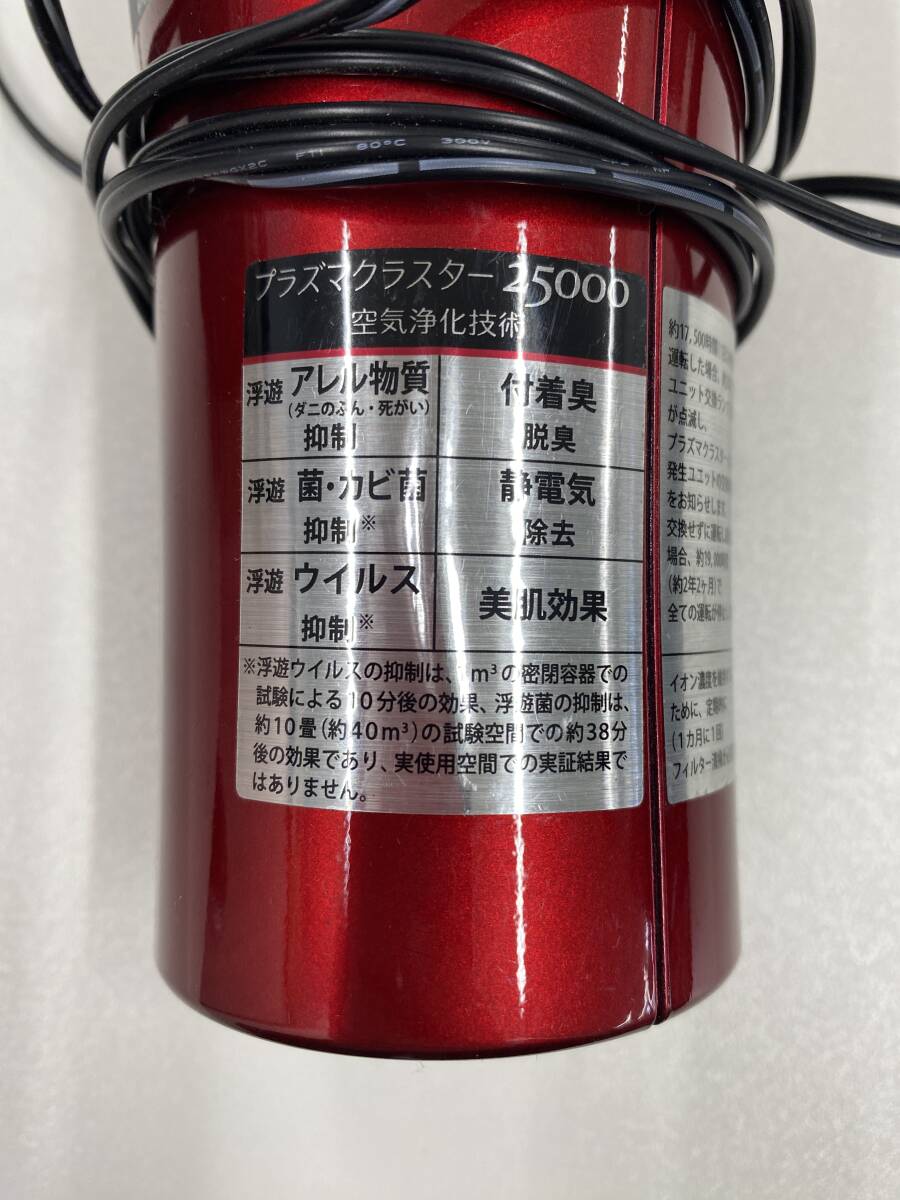 80°C 300V
プラズマクラスター 25000
空気浄化技術
浮遊 アレル物質
(ダニのふん・死がい)
抑制
付着臭
脱臭
浮遊 菌・カビ菌
抑制※
静電気
除去
浮遊 ウイルス
抑制※
美肌効果
※浮遊ウイルスの抑制は、1m³の密閉容器での
試験による10分後の効果、浮遊菌の抑制は、
約10畳(約40m³)の試験空間での約38分
後の効果であり、実使用空間での実証結果で
はありません。
約17,500時間
運転した場合、
ユニット交換ラン
が点滅し、
プラズマクラスター
発生ユニットの
をお知らせします。
交換せずに運転し
場合、約19,000
(約2年2ヶ月)で
全ての運転が
イオン濃度を
ために、定期的に
(1カ月に1回)
フィルター